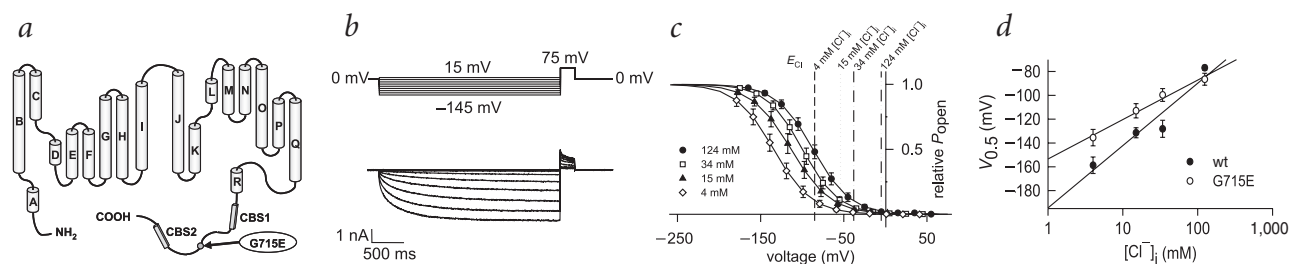 a
B
C
D
E
F
G
H
I
J
K
L
M
N
O
P
Q
R
A
NH2
COOH
CBS2
CBS1
G715E
b
75 mV
0 mV
15 mV
0 mV
−145 mV
1 nA
500 ms
c
ECl
4 mM [Cl−]i
15 mM [Cl−]i
34 mM [Cl−]i
124 mM [Cl−]i
1.0
0.5
relative Popen
124 mM
34 mM
15 mM
4 mM
−250
−150
−50
50
voltage (mV)
d
−80
−100
−120
−140
−160
−180
V0.5 (mV)
wt
G715E
1
10
100
1,000
[Cl−]i (mM)